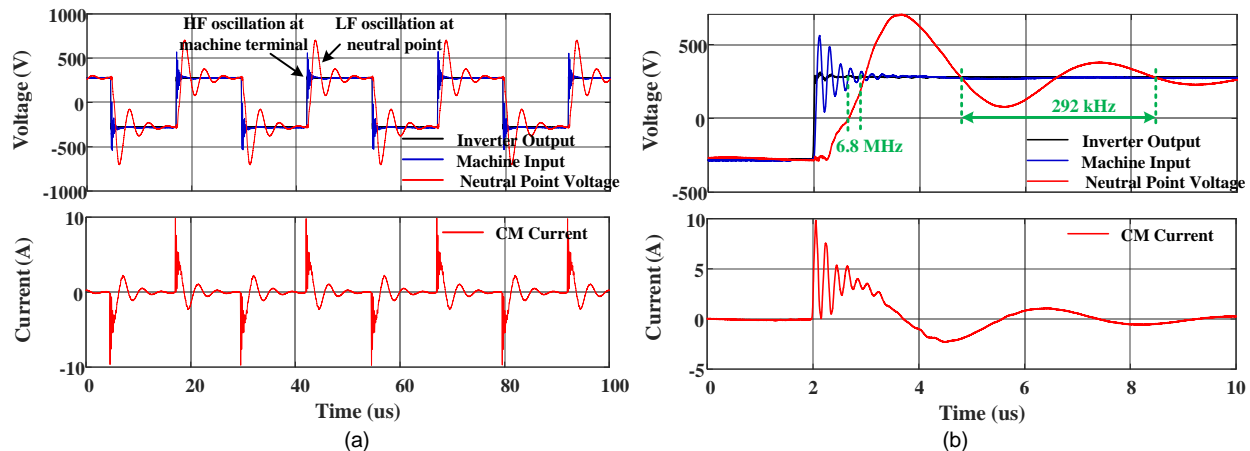 1000
500
0
-500
-1000
Voltage (V)
HF oscillation at
machine terminal
LF oscillation at
neutral point
Inverter Output
Machine Input
Neutral Point Voltage
10
0
-10
Current (A)
CM Current
0
20
40
60
80
100
Time (us)
(a)
500
0
-500
Voltage (V)
6.8 MHz
292 kHz
Inverter Output
Machine Input
Neutral Point Voltage
10
5
0
-5
Current (A)
CM Current
0
2
4
6
8
10
Time (us)
(b)